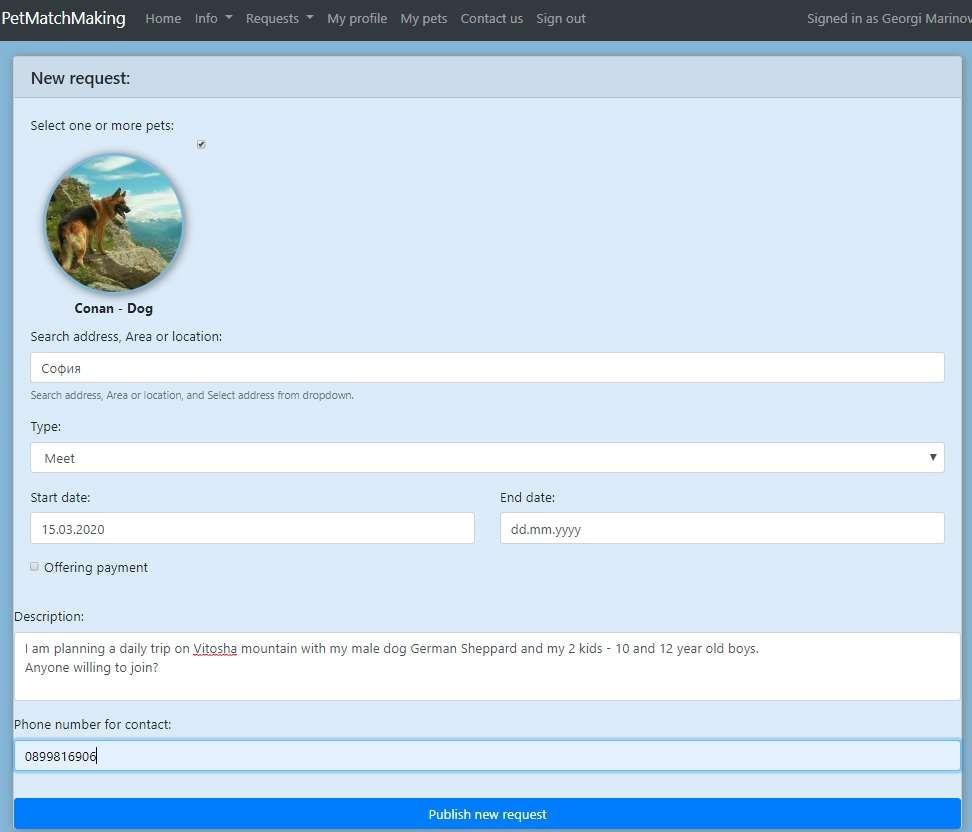 PetMatchMaking Home Info Requests My profile My pets Contact us Sign out Signed in as Georgi Marinov
New request:
Select one or more pets:
Conan - Dog
Search address, Area or location:
София
Search address, Area or location, and Select address from dropdown.
Type:
Meet
Start date: End date:
15.03.2020 dd.mm.yyyy
Offering payment
Description:
I am planning a daily trip on Vitosha mountain with my male dog German Sheppard and my 2 kids - 10 and 12 year old boys.
Anyone willing to join?
Phone number for contact:
0899816906
Publish new request